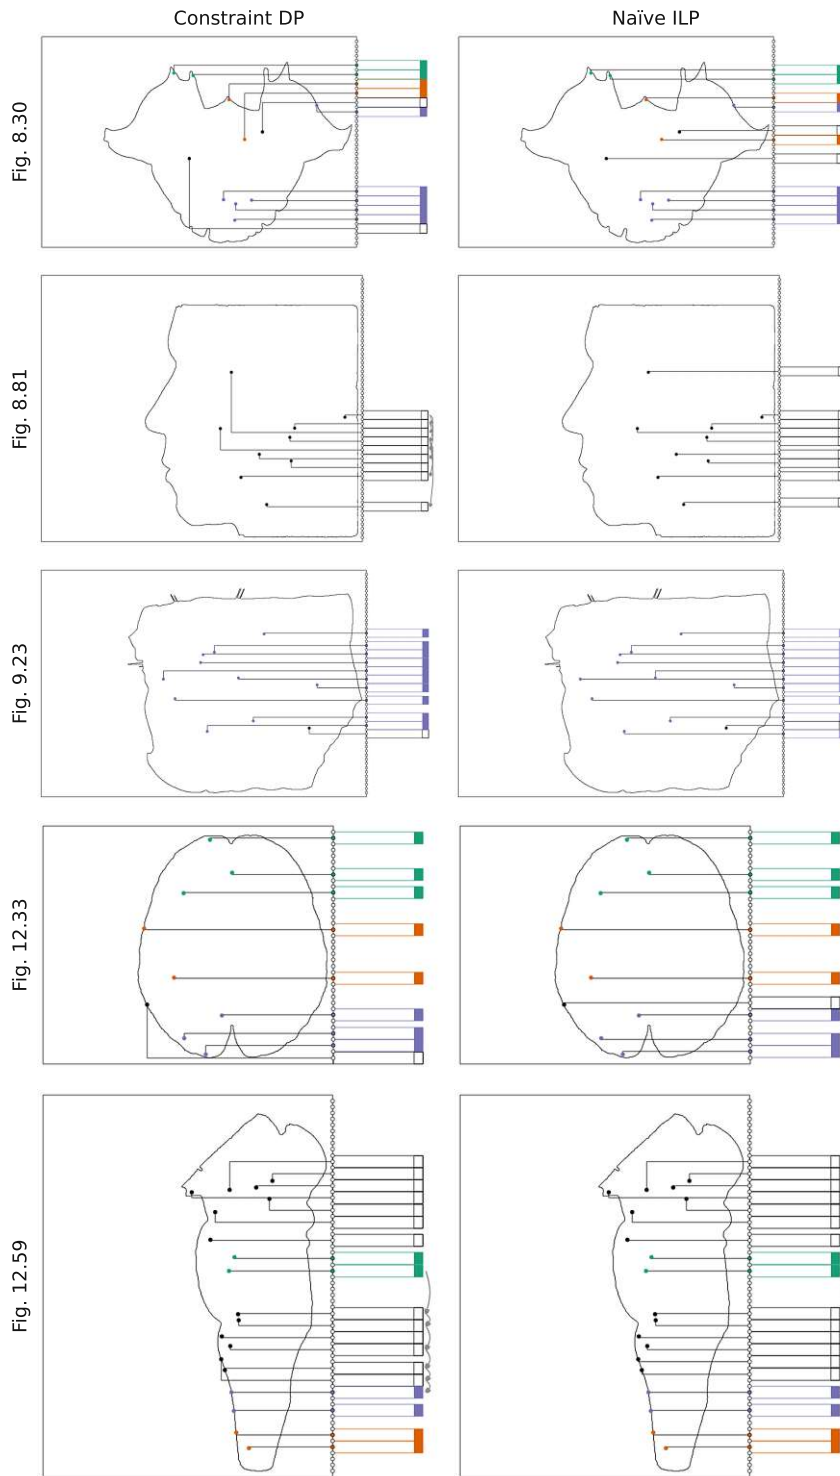 Constraint DP
Naïve ILP
Fig. 8.30
Fig. 8.81
Fig. 9.23
Fig. 12.33
Fig. 12.59